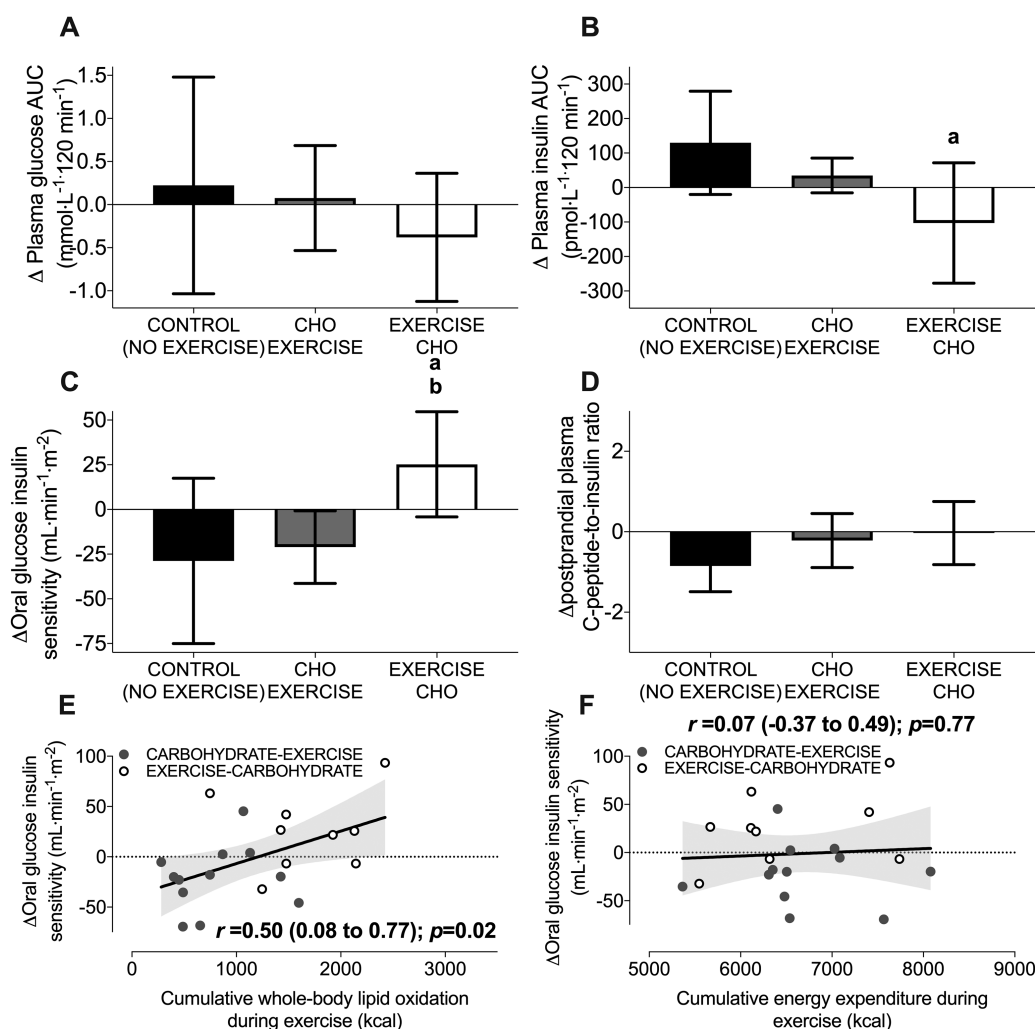 A
Δ Plasma glucose AUC
(mmol·L⁻¹·120 min⁻¹)
1.5
1.0
0.5
0.0
-0.5
-1.0
CONTROL
(NO EXERCISE)
CHO
EXERCISE
EXERCISE
CHO
B
Δ Plasma insulin AUC
(pmol·L⁻¹·120 min⁻¹)
300
200
100
0
-100
-200
-300
a
CONTROL
(NO EXERCISE)
CHO
EXERCISE
EXERCISE
CHO
C
ΔOral glucose insulin
sensitivity (mL·min⁻¹·m⁻²)
50
25
0
-25
-50
-75
a
b
CONTROL
(NO EXERCISE)
CHO
EXERCISE
EXERCISE
CHO
D
Δpostprandial plasma
C-peptide-to-insulin ratio
2
0
-2
CONTROL
(NO EXERCISE)
CHO
EXERCISE
EXERCISE
CHO
E
ΔOral glucose insulin
sensitivity (mL·min⁻¹·m⁻²)
100
50
0
-50
CARBOHYDRATE-EXERCISE
EXERCISE-CARBOHYDRATE
r =0.50 (0.08 to 0.77); p=0.02
0 1000 2000 3000
Cumulative whole-body lipid oxidation
during exercise (kcal)
F
r =0.07 (-0.37 to 0.49); p=0.77
ΔOral glucose insulin sensitivity
(mL·min⁻¹·m⁻²)
100
50
0
-50
CARBOHYDRATE-EXERCISE
EXERCISE-CARBOHYDRATE
5000 6000 7000 8000 9000
Cumulative energy expenditure during
exercise (kcal)